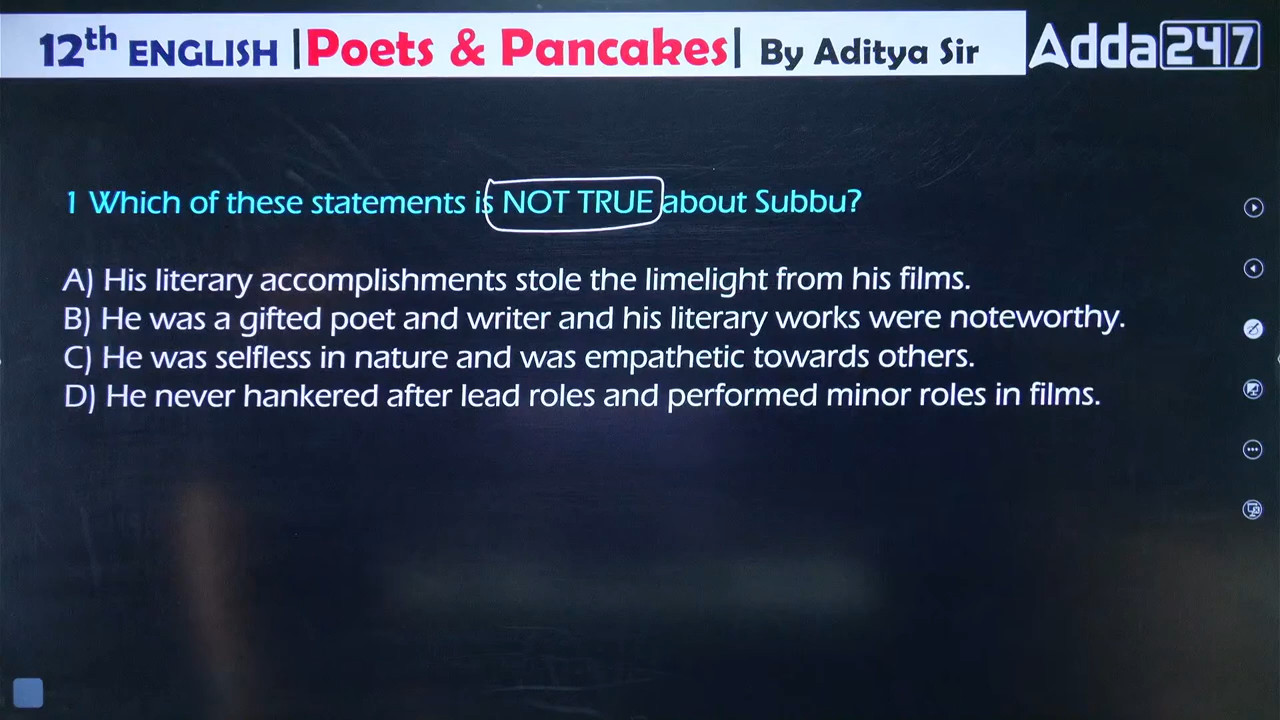 12th ENGLISH |Poets & Pancakes| By Aditya Sir
Adda247
1 Which of these statements is NOT TRUE about Subbu?
A) His literary accomplishments stole the limelight from his films.
B) He was a gifted poet and writer and his literary works were noteworthy.
C) He was selfless in nature and was empathetic towards others.
D) He never hankered after lead roles and performed minor roles in films.